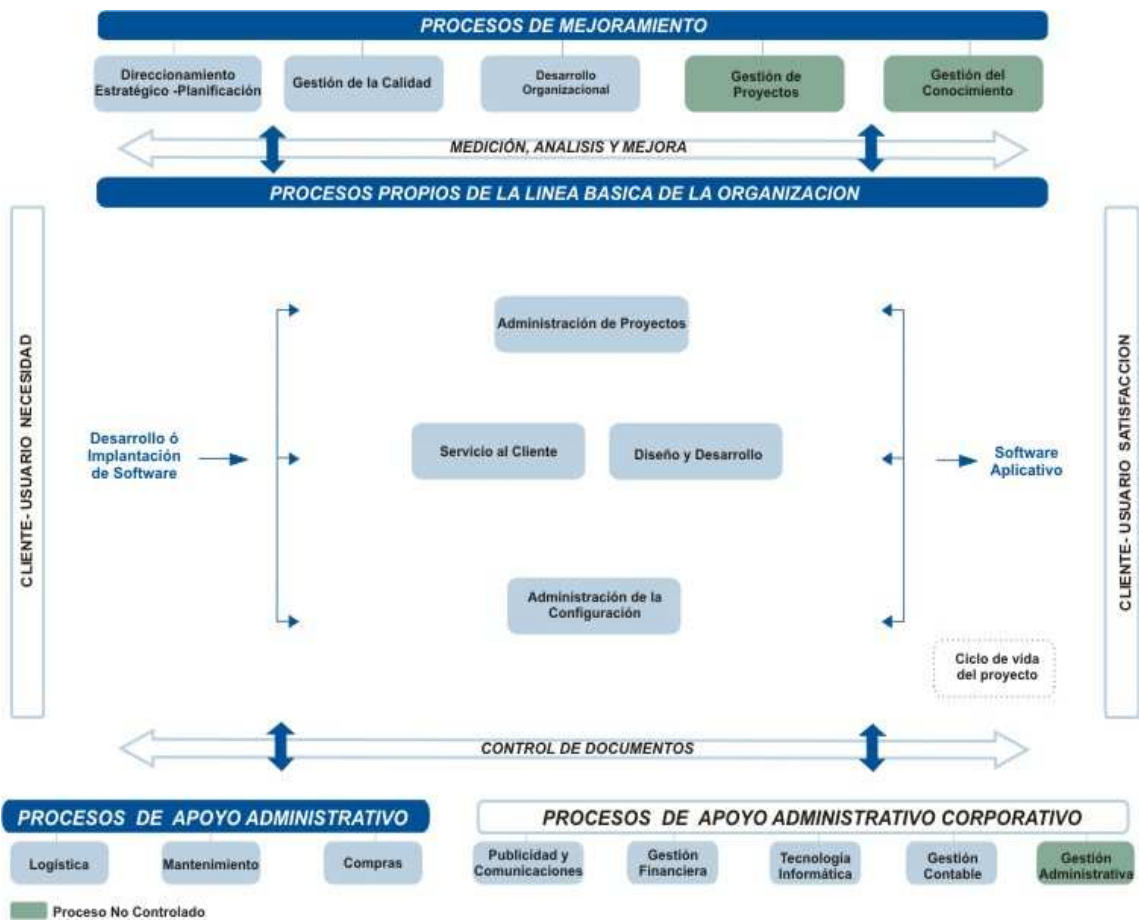 PROCESOS DE MEJORAMIENTO
Direccionamiento
Estratégico -Planificación
Gestión de la Calidad
Desarrollo
Organizacional
Gestión de
Proyectos
Gestión del
Conocimiento
MEDICIÓN, ANALISIS Y MEJORA
PROCESOS PROPIOS DE LA LINEA BASICA DE LA ORGANIZACION
CLIENTE- USUARIO NECESIDAD
Desarrollo ó
Implantación
de Software
Administración de Proyectos
Servicio al Cliente
Diseño y Desarrollo
Administración de la
Configuración
Software
Aplicativo
CLIENTE- USUARIO SATISFACCION
Ciclo de vida
del proyecto
CONTROL DE DOCUMENTOS
PROCESOS DE APOYO ADMINISTRATIVO
Logística
Mantenimiento
Compras
PROCESOS DE APOYO ADMINISTRATIVO CORPORATIVO
Publicidad y
Comunicaciones
Gestión
Financiera
Tecnología
Informática
Gestión
Contable
Gestión
Administrativa
Proceso No Controlado